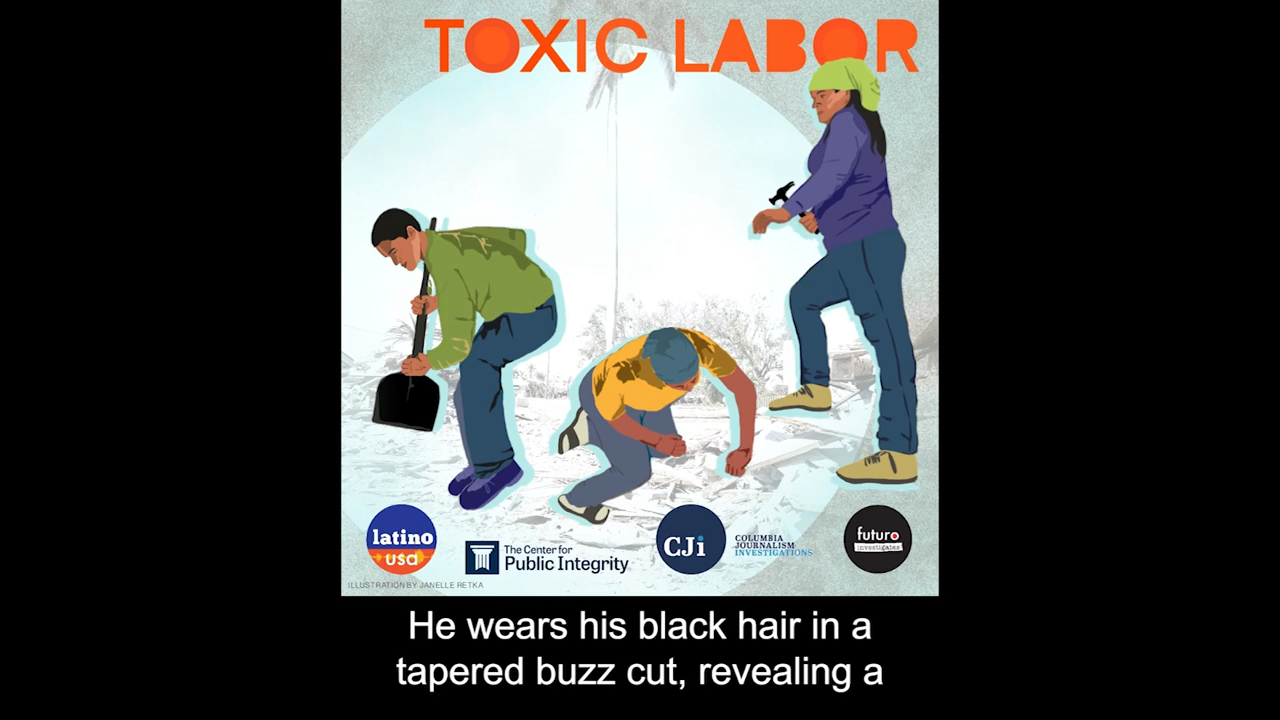 TOXIC LABOR
latino
usa
The Center for
Public Integrity
CJi
COLUMBIA
JOURNALISM
INVESTIGATIONS
futuro
investigates
ILLUSTRATION BY JANELLE RETKA
He wears his black hair in a
tapered buzz cut, revealing a